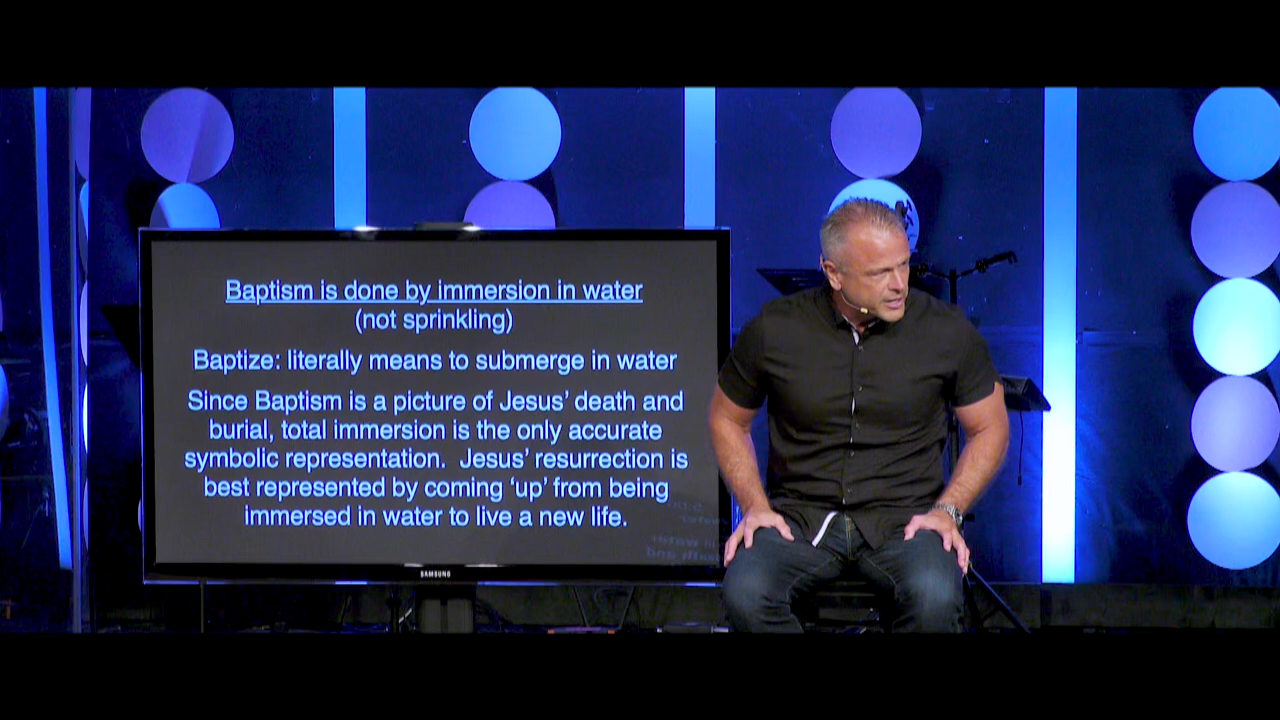 Baptism is done by immersion in water
(not sprinkling)
Baptize: literally means to submerge in water
Since Baptism is a picture of Jesus’ death and
burial, total immersion is the only accurate
symbolic representation.  Jesus’ resurrection is
best represented by coming ‘up’ from being
immersed in water to live a new life.
SAMSUNG